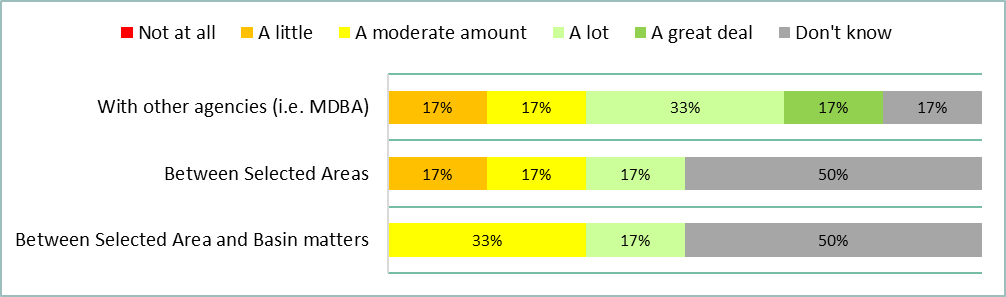 Not at all A little A moderate amount A lot A great deal Don't know
With other agencies (i.e. MDBA) 17% 17% 33% 17% 17%
Between Selected Areas 17% 17% 17% 50%
Between Selected Area and Basin matters 33% 17% 50%